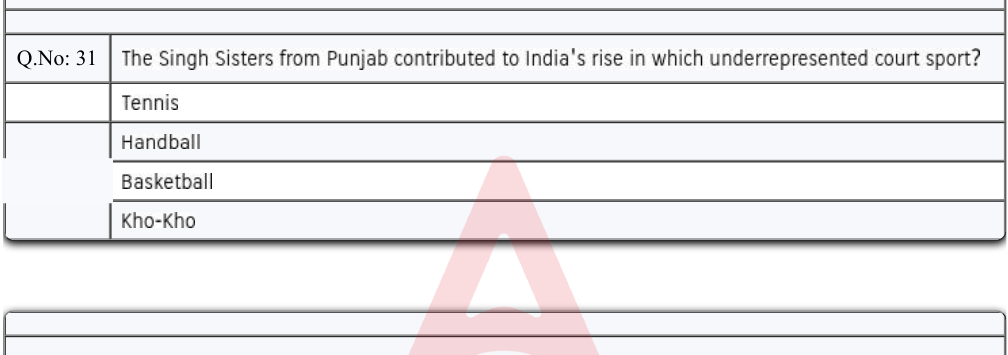 Q.No: 31 The Singh Sisters from Punjab contributed to India's rise in which underrepresented court sport?
Tennis
Handball
Basketball
Kho-Kho